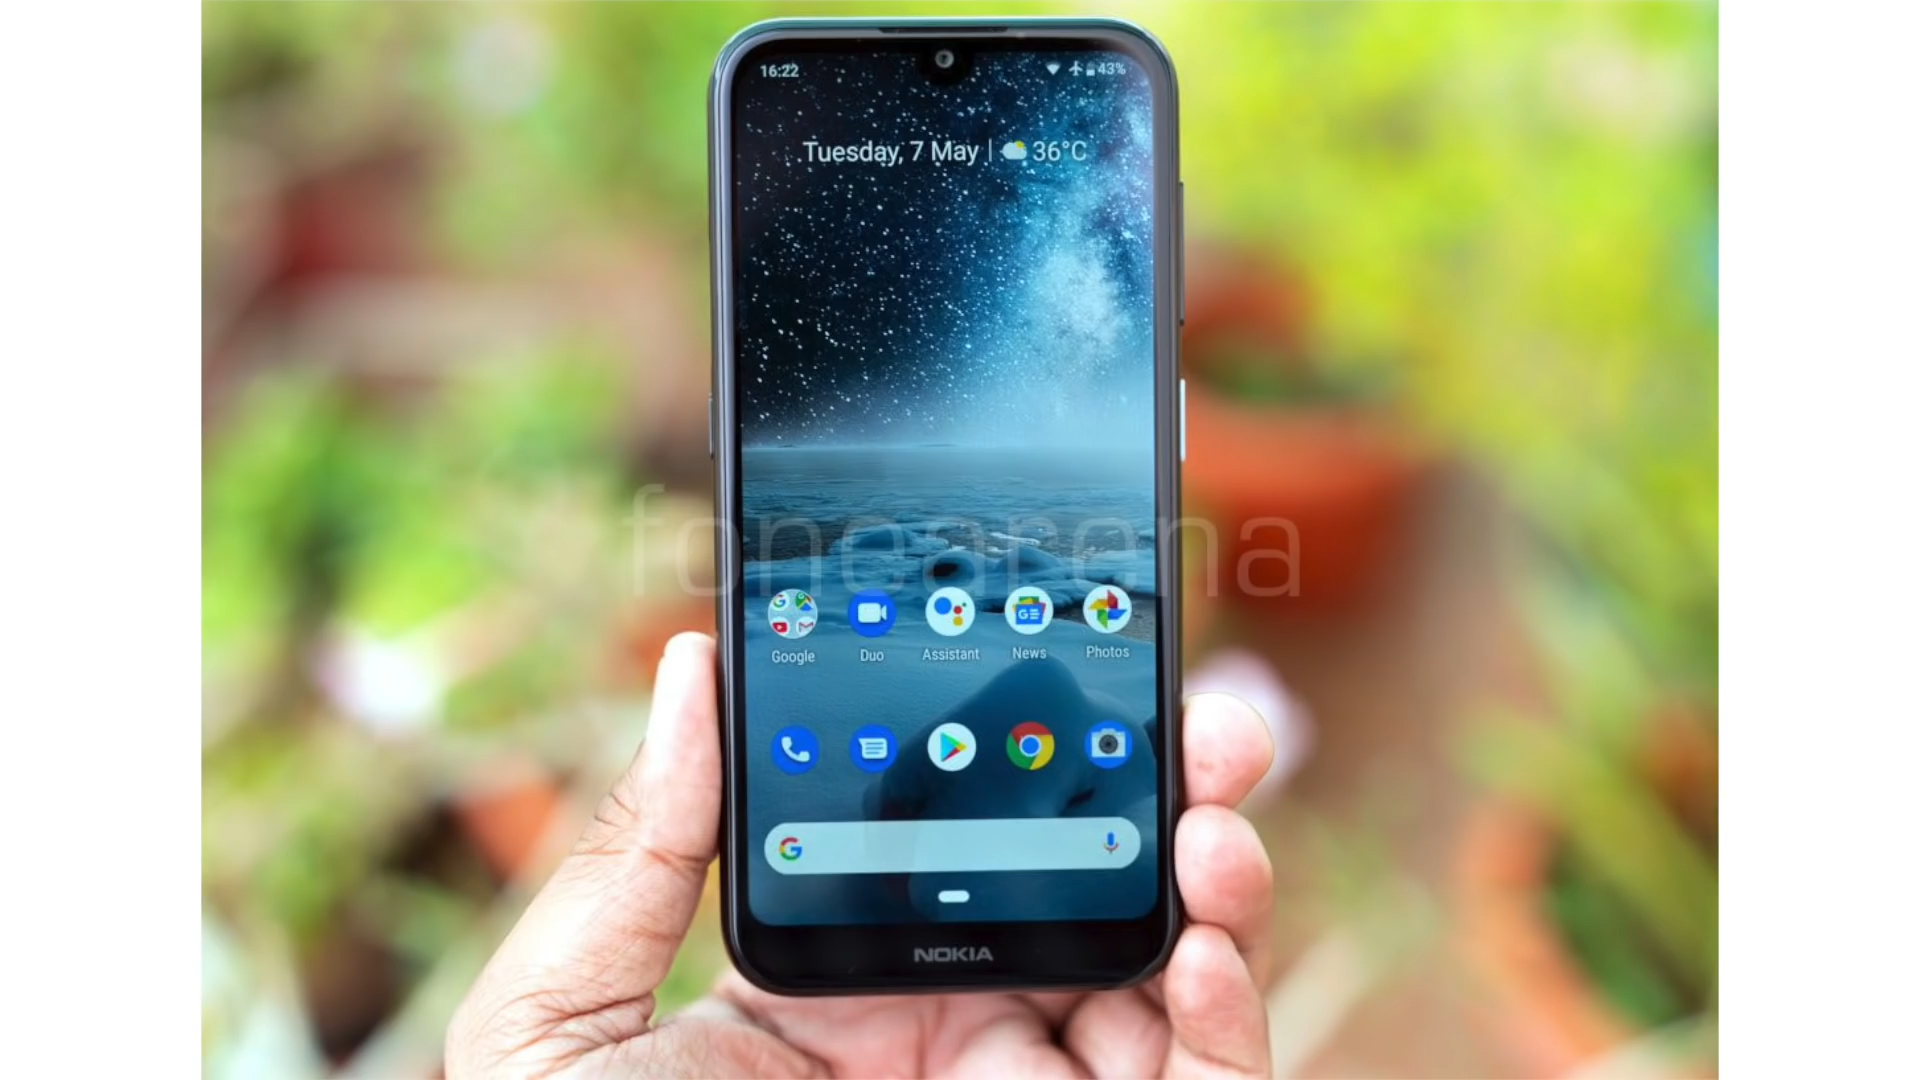 16:22 43%
Tuesday, 7 May | 36°C
fonearena
Google Duo Assistant News Photos
NOKIA